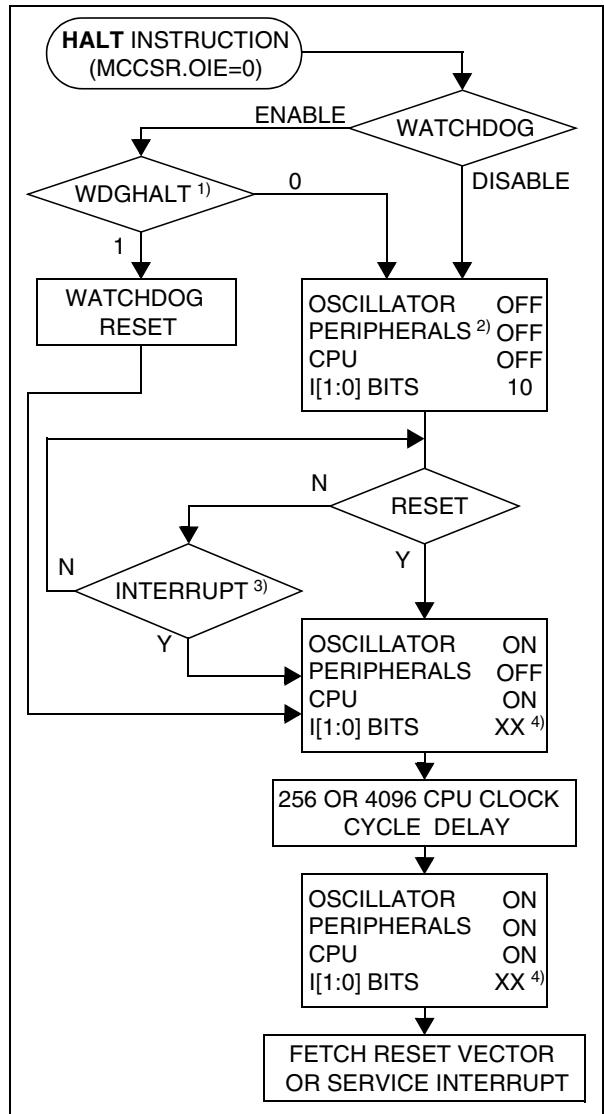 HALT INSTRUCTION
(MCCSR.OIE=0)
ENABLE
WATCHDOG
WDGHALT 1)
0
DISABLE
1
WATCHDOG
RESET
OSCILLATOR OFF
PERIPHERALS 2) OFF
CPU OFF
I[1:0] BITS 10
N
RESET
N
Y
INTERRUPT 3)
Y
OSCILLATOR ON
PERIPHERALS OFF
CPU ON
I[1:0] BITS XX 4)
256 OR 4096 CPU CLOCK
CYCLE DELAY
OSCILLATOR ON
PERIPHERALS ON
CPU ON
I[1:0] BITS XX 4)
FETCH RESET VECTOR
OR SERVICE INTERRUPT